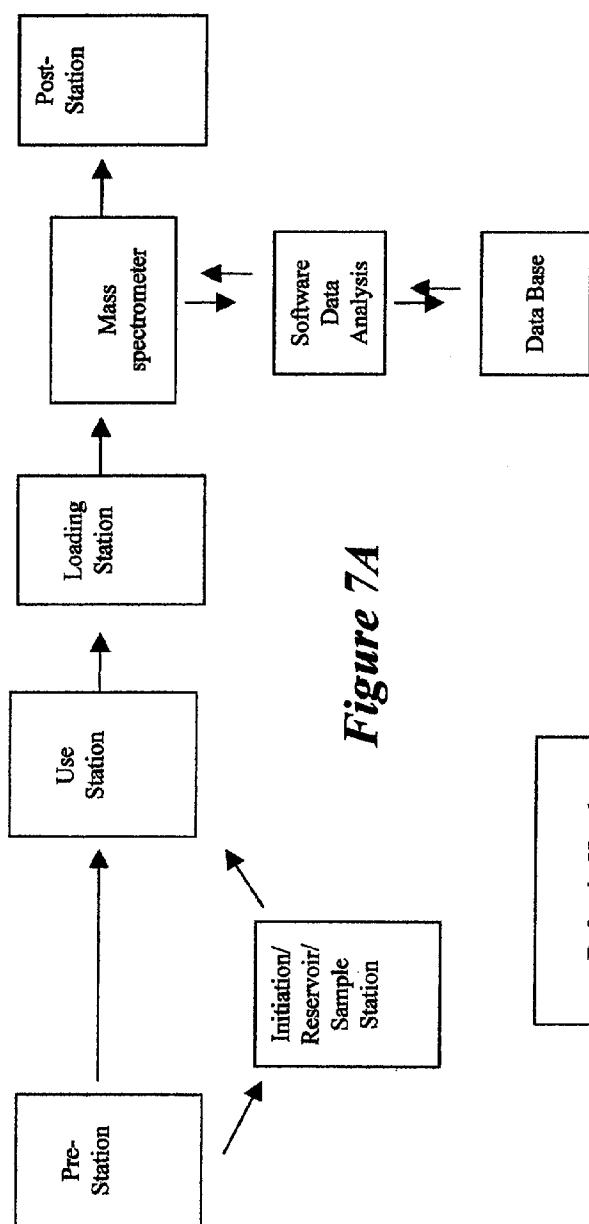 Pre-
Station
Initiation/
Reservoir/
Sample
Station
Use
Station
Loading
Station
Mass
spectrometer
Post-
Station
Software
Data
Analysis
Data Base
Figure 7A